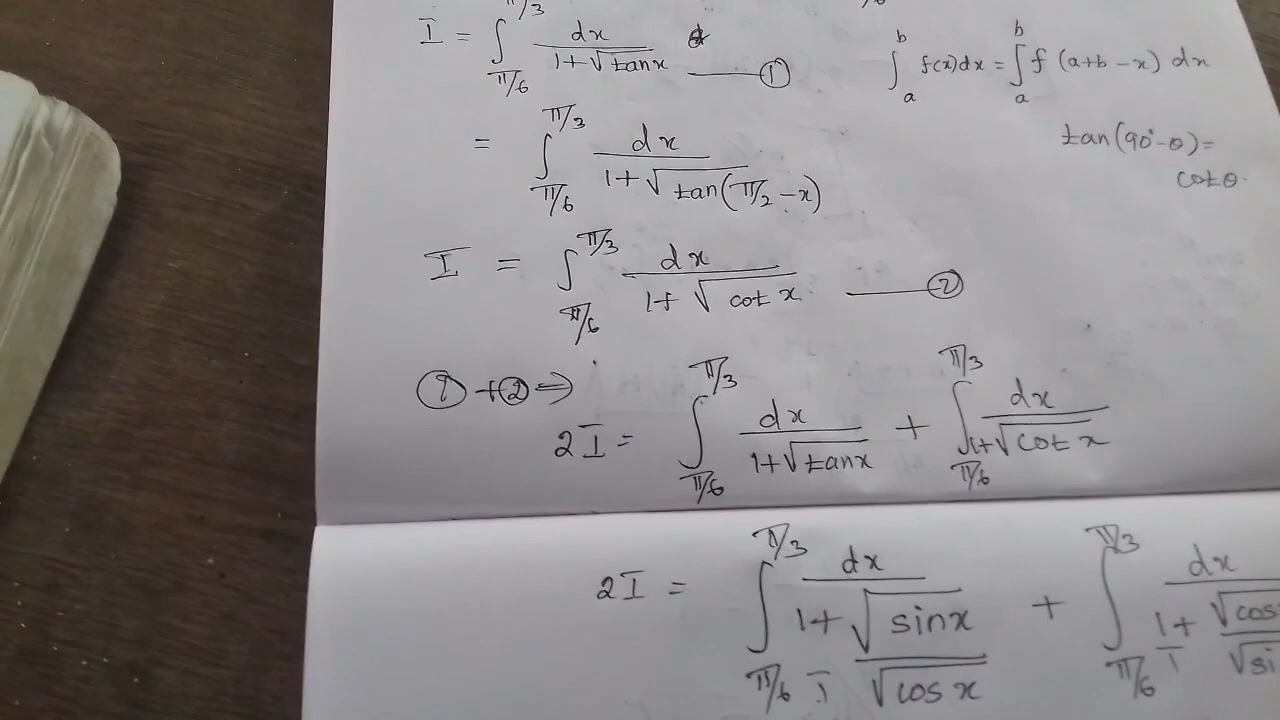 I = ∫_{π/6}^{π/3} dx / (1+√tanx) ——— ①
∫_a^b f(x)dx = ∫_a^b f (a+b-x) dx
= ∫_{π/6}^{π/3} dx / (1+√tan(π/2 -x))
tan(90°-θ)=
cotθ.
I = ∫_{π/6}^{π/3} dx / (1+ √cot x) ——— ②
① + ② ⇒
2I = ∫_{π/6}^{π/3} dx / (1+√tanx) + ∫_{π/6}^{π/3} dx / (1+√cot x)
2I = ∫_{π/6}^{π/3} dx / (1+ √sinx / √cosx) + ∫_{π/6}^{π/3} dx / (1+ √cos / √si